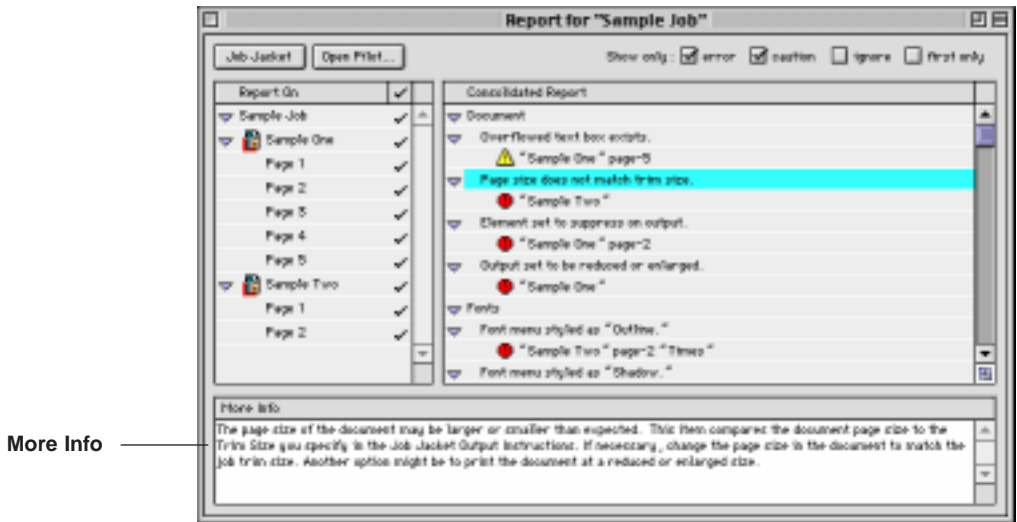 Report for "Sample Job"
Job Jacket
Open Pilot...
Show only: error caution ignore first only
Report On
Sample Job
Sample One
Page 1
Page 2
Page 3
Page 4
Page 5
Sample Two
Page 1
Page 2
Consolidated Report
Document
Overflowed text box exists.
"Sample One" page-5
Page size does not match trim size.
"Sample Two"
Element set to suppress on output.
"Sample One" page-2
Output set to be reduced or enlarged.
"Sample One"
Fonts
Font menu styled as "Outline."
"Sample Two" page-2 "Times"
Font menu styled as "Shadow."
More Info
The page size of the document may be larger or smaller than expected. This item compares the document page size to the
Trim Size you specify in the Job Jacket Output Instructions. If necessary, change the page size in the document to match the
job trim size. Another option might be to print the document at a reduced or enlarged size.
More Info